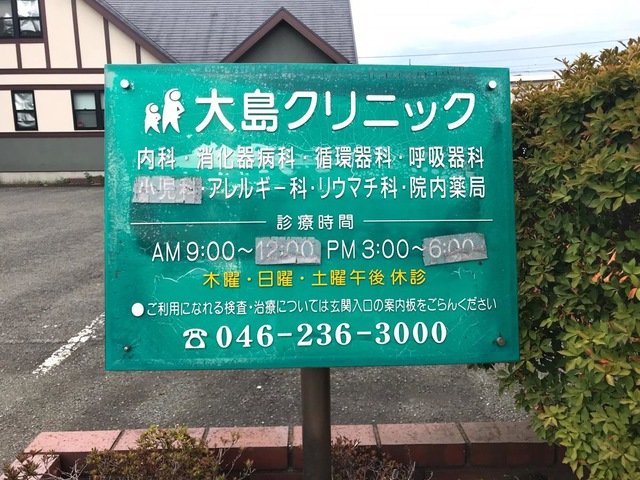 大島クリニック
内科・消化器病科・循環器科・呼吸器科
小児科・アレルギー科・リウマチ科・院内薬局
診療時間
AM 9:00〜12:00 PM 3:00〜6:00
木曜・日曜・土曜午後休診
●ご利用になれる検査・治療については玄関入口の案内板をごらんください
☎046-236-3000